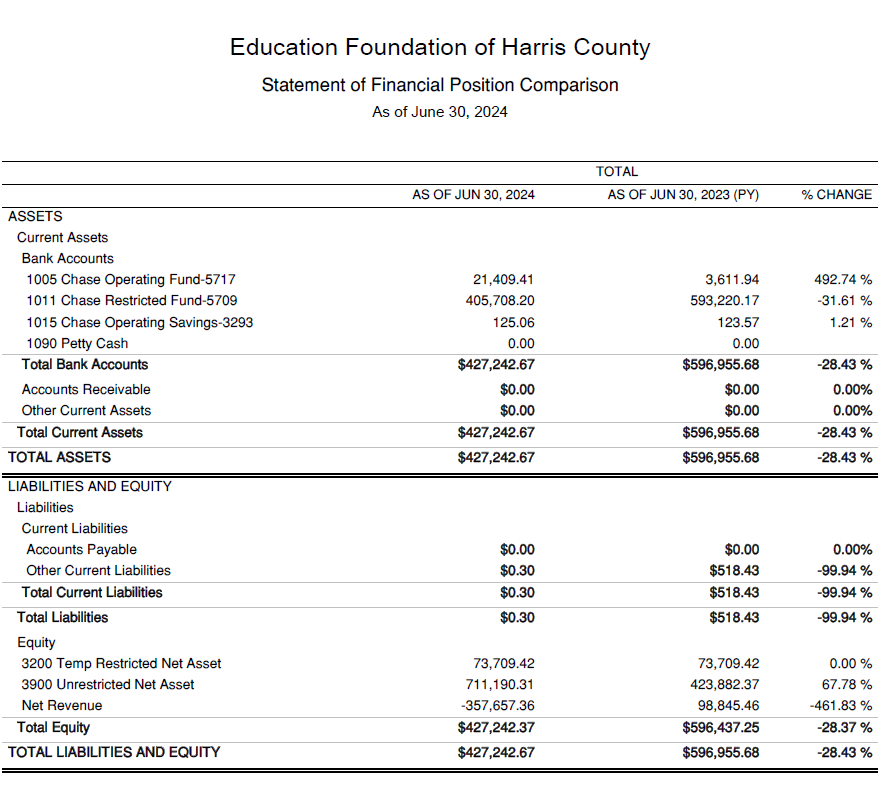 Education Foundation of Harris County
Statement of Financial Position Comparison
As of June 30, 2024
TOTAL
AS OF JUN 30, 2024 AS OF JUN 30, 2023 (PY) % CHANGE
ASSETS
Current Assets
Bank Accounts
1005 Chase Operating Fund-5717 21,409.41 3,611.94 492.74 %
1011 Chase Restricted Fund-5709 405,708.20 593,220.17 -31.61 %
1015 Chase Operating Savings-3293 125.06 123.57 1.21 %
1090 Petty Cash 0.00 0.00
Total Bank Accounts $427,242.67 $596,955.68 -28.43 %
Accounts Receivable $0.00 $0.00 0.00%
Other Current Assets $0.00 $0.00 0.00%
Total Current Assets $427,242.67 $596,955.68 -28.43 %
TOTAL ASSETS $427,242.67 $596,955.68 -28.43 %
LIABILITIES AND EQUITY
Liabilities
Current Liabilities
Accounts Payable $0.00 $0.00 0.00%
Other Current Liabilities $0.30 $518.43 -99.94 %
Total Current Liabilities $0.30 $518.43 -99.94 %
Total Liabilities $0.30 $518.43 -99.94 %
Equity
3200 Temp Restricted Net Asset 73,709.42 73,709.42 0.00 %
3900 Unrestricted Net Asset 711,190.31 423,882.37 67.78 %
Net Revenue -357,657.36 98,845.46 -461.83 %
Total Equity $427,242.37 $596,437.25 -28.37 %
TOTAL LIABILITIES AND EQUITY $427,242.67 $596,955.68 -28.43 %